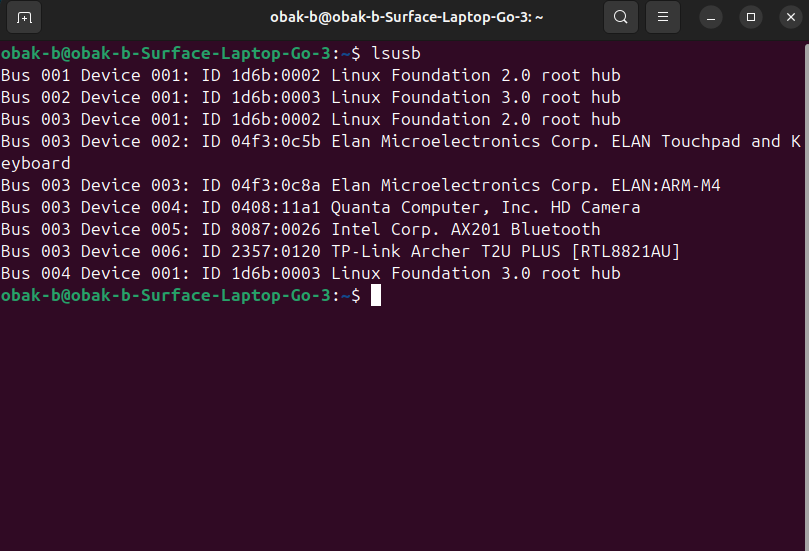 obak-b@obak-b-Surface-Laptop-Go-3: ~
obak-b@obak-b-Surface-Laptop-Go-3:~$ lsusb
Bus 001 Device 001: ID 1d6b:0002 Linux Foundation 2.0 root hub
Bus 002 Device 001: ID 1d6b:0003 Linux Foundation 3.0 root hub
Bus 003 Device 001: ID 1d6b:0002 Linux Foundation 2.0 root hub
Bus 003 Device 002: ID 04f3:0c5b Elan Microelectronics Corp. ELAN Touchpad and K
eyboard
Bus 003 Device 003: ID 04f3:0c8a Elan Microelectronics Corp. ELAN:ARM-M4
Bus 003 Device 004: ID 0408:11a1 Quanta Computer, Inc. HD Camera
Bus 003 Device 005: ID 8087:0026 Intel Corp. AX201 Bluetooth
Bus 003 Device 006: ID 2357:0120 TP-Link Archer T2U PLUS [RTL8821AU]
Bus 004 Device 001: ID 1d6b:0003 Linux Foundation 3.0 root hub
obak-b@obak-b-Surface-Laptop-Go-3:~$